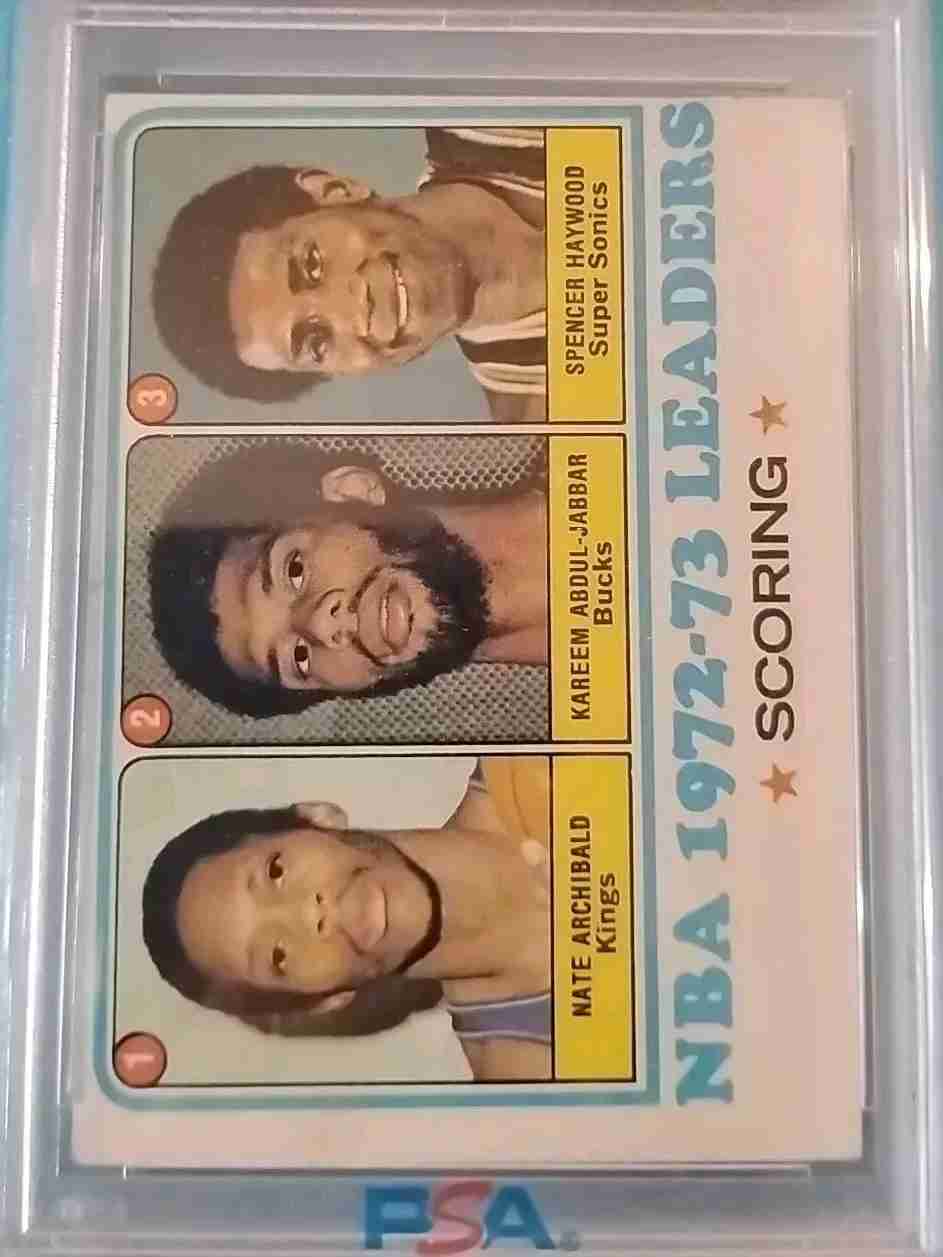 1
NATE ARCHIBALD
Kings
2
KAREEM ABDUL-JABBAR
Bucks
3
SPENCER HAYWOOD
Super Sonics
NBA 1972-73 LEADERS
★ SCORING ★
PSA